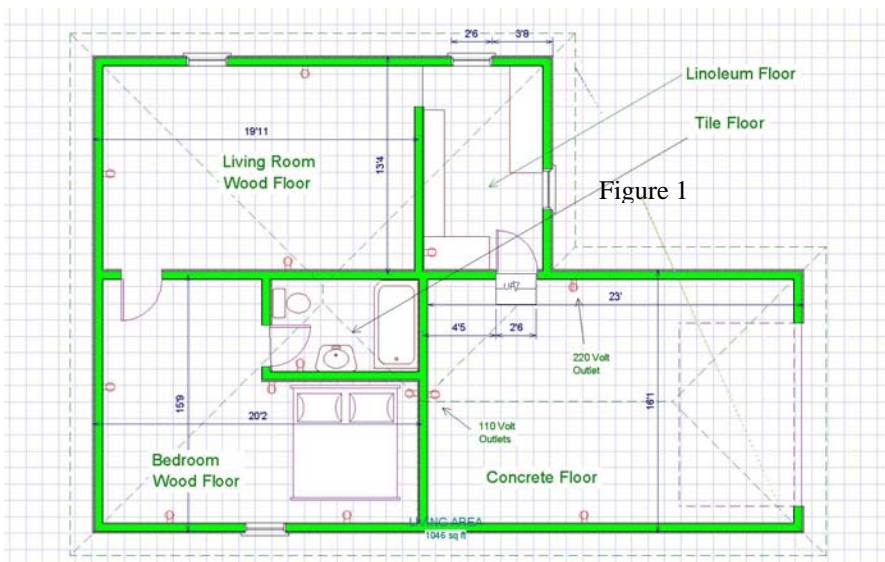 2'6 3'8
Linoleum Floor
Tile Floor
19'11
Living Room
Wood Floor
13'4
Figure 1
UP
23'
4'5 2'6
220 Volt
Outlet
15'9
20'2
16'1
110 Volt
Outlets
Bedroom
Wood Floor
Concrete Floor
LIVING AREA
1046 sq ft